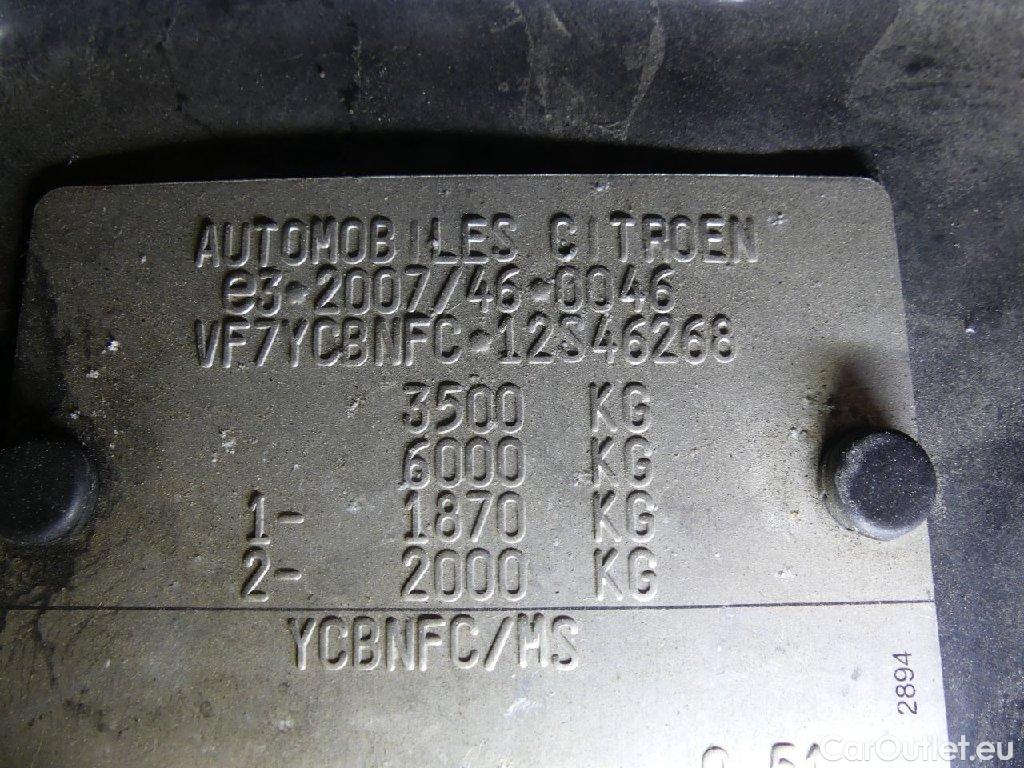 AUTOMOBILES CITROEN
e3*2007/46*0046
VF7YCBNFC*12S46268
3500 KG
6000 KG
1- 1870 KG
2- 2000 KG
YCBNFC/MS
2894
CarOutlet.eu